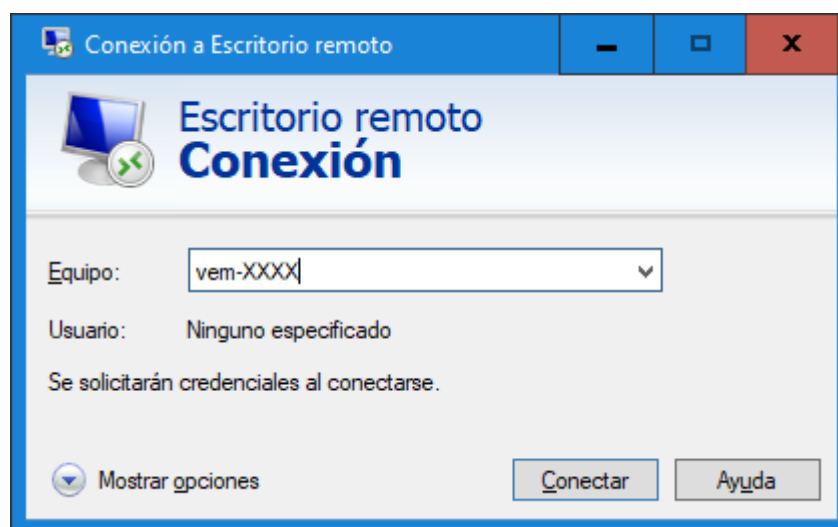 Conexión a Escritorio remoto
Escritorio remoto
Conexión
Equipo: vem-XXXX
Usuario: Ninguno especificado
Se solicitarán credenciales al conectarse.
Mostrar opciones Conectar Ayuda